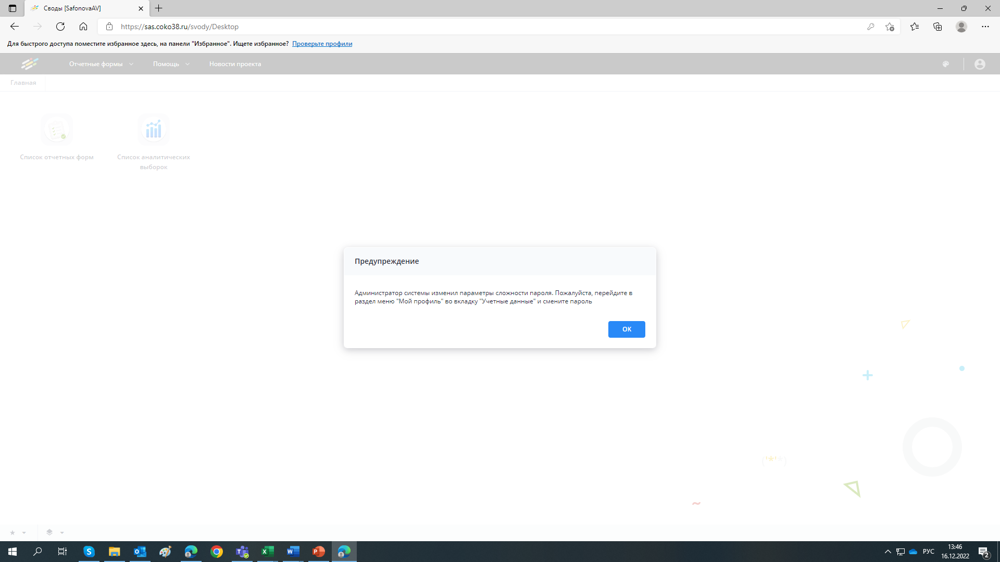 Своды [SafonovaAV]
https://sas.coko38.ru/svody/Desktop
Для быстрого доступа поместите избранное здесь, на панели "Избранное". Ищете избранное? Проверьте профили
Отчетные формы Помощь Новости проекта
Главная
Список отчетных форм
Список аналитических
выборок
Предупреждение
Администратор системы изменил параметры сложности пароля. Пожалуйста, перейдите в
раздел меню "Мой профиль" во вкладку "Учетные данные" и смените пароль
ОК
РУС
13:46
16.12.2022
2